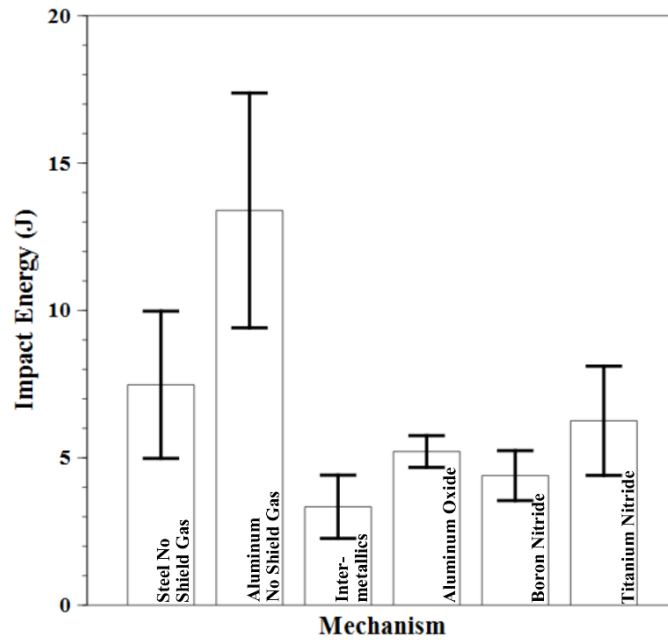 20
15
10
5
0
Impact Energy (J)
Steel No
Shield Gas
Aluminum
No Shield Gas
Inter-
metallics
Aluminum Oxide
Boron Nitride
Titanium Nitride
Mechanism